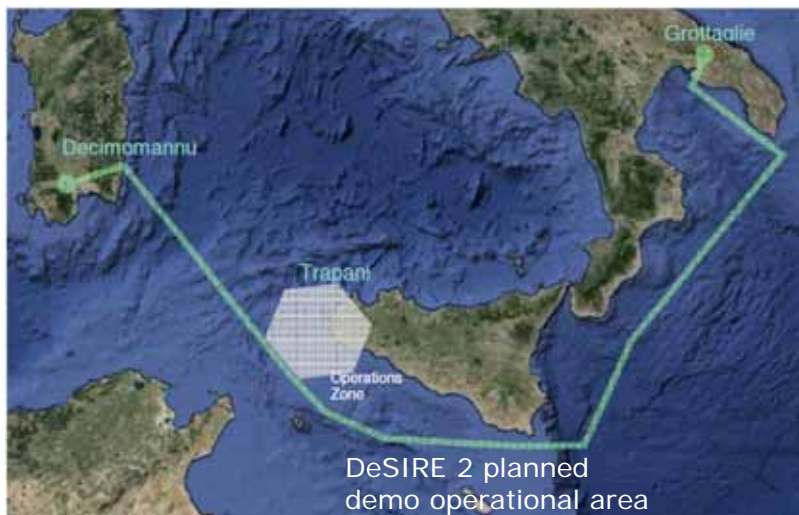 Grottaglie
Decimomannu
Trapani
Operations
Zone
DeSIRE 2 planned
demo operational area